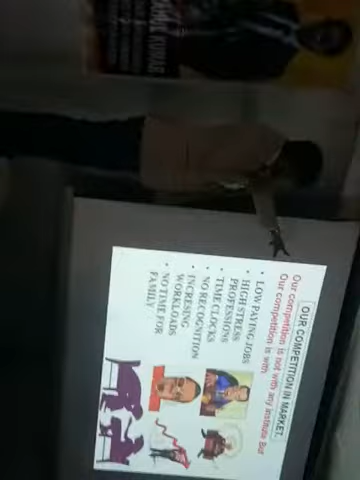 OUR COMPETITION IN MARKET.
Our competition is not with any institute But
Our competition is with
• LOW PAYING JOBS
• HIGH STRESS
PROFESSIONS
• TIME CLOCKS
• NO RECOGNITION
• INCRESING
WORKLOADS
• NO TIME FOR
FAMILY